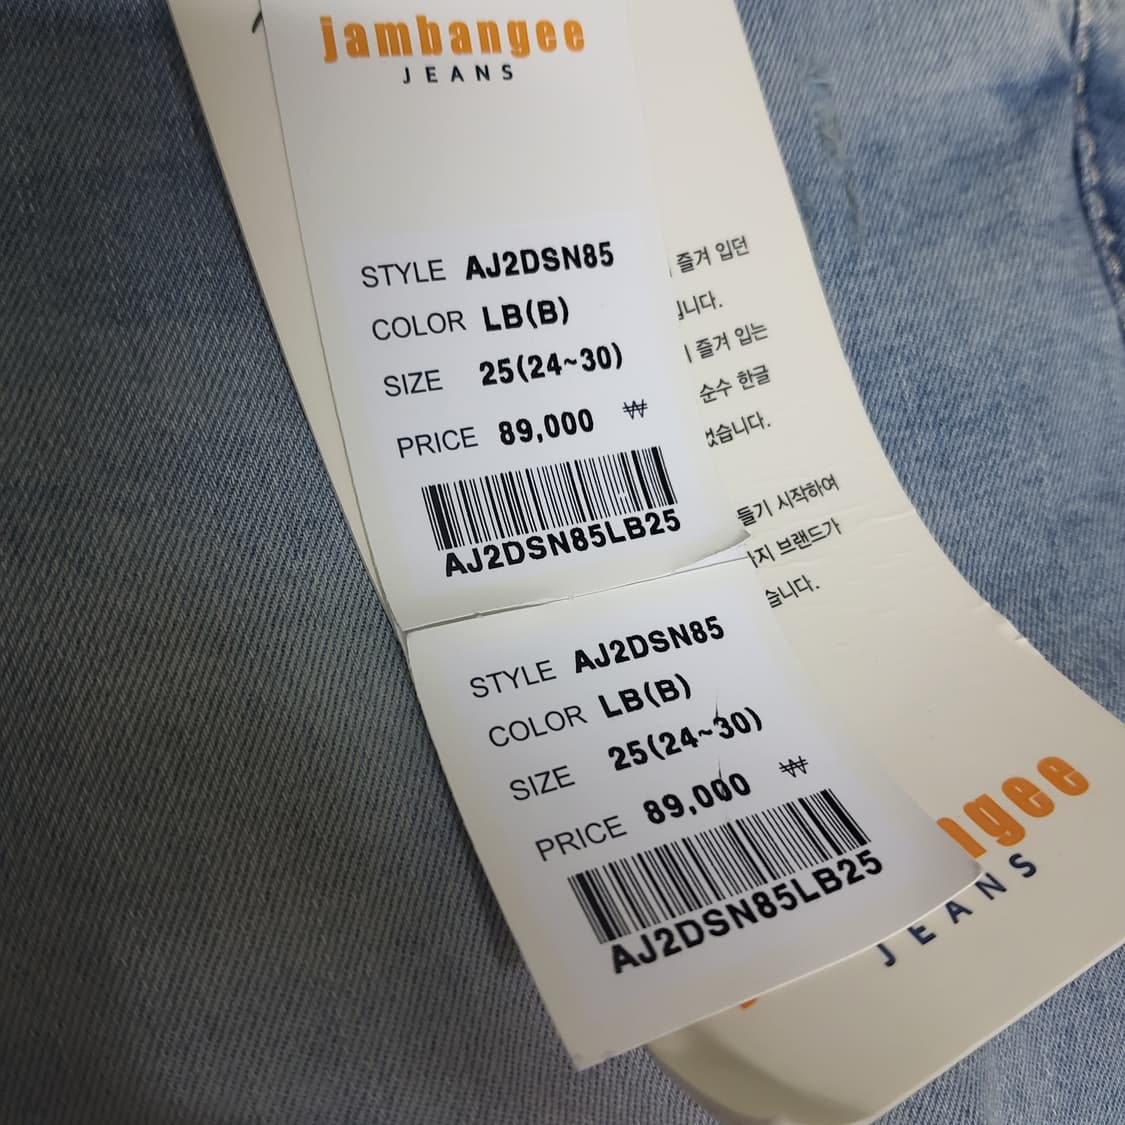 jambangee
JEANS
STYLE AJ2DSN85
COLOR LB(B)
SIZE 25(24~30)
PRICE 89,000 ₩
AJ2DSN85LB25
STYLE AJ2DSN85
COLOR LB(B)
SIZE 25(24~30)
PRICE 89,000 ₩
AJ2DSN85LB25
즐겨 입던
니다.
즐겨 입는
순수 한글
습니다.
들기 시작하여
지 브랜드가
습니다.
ngee
JEANS